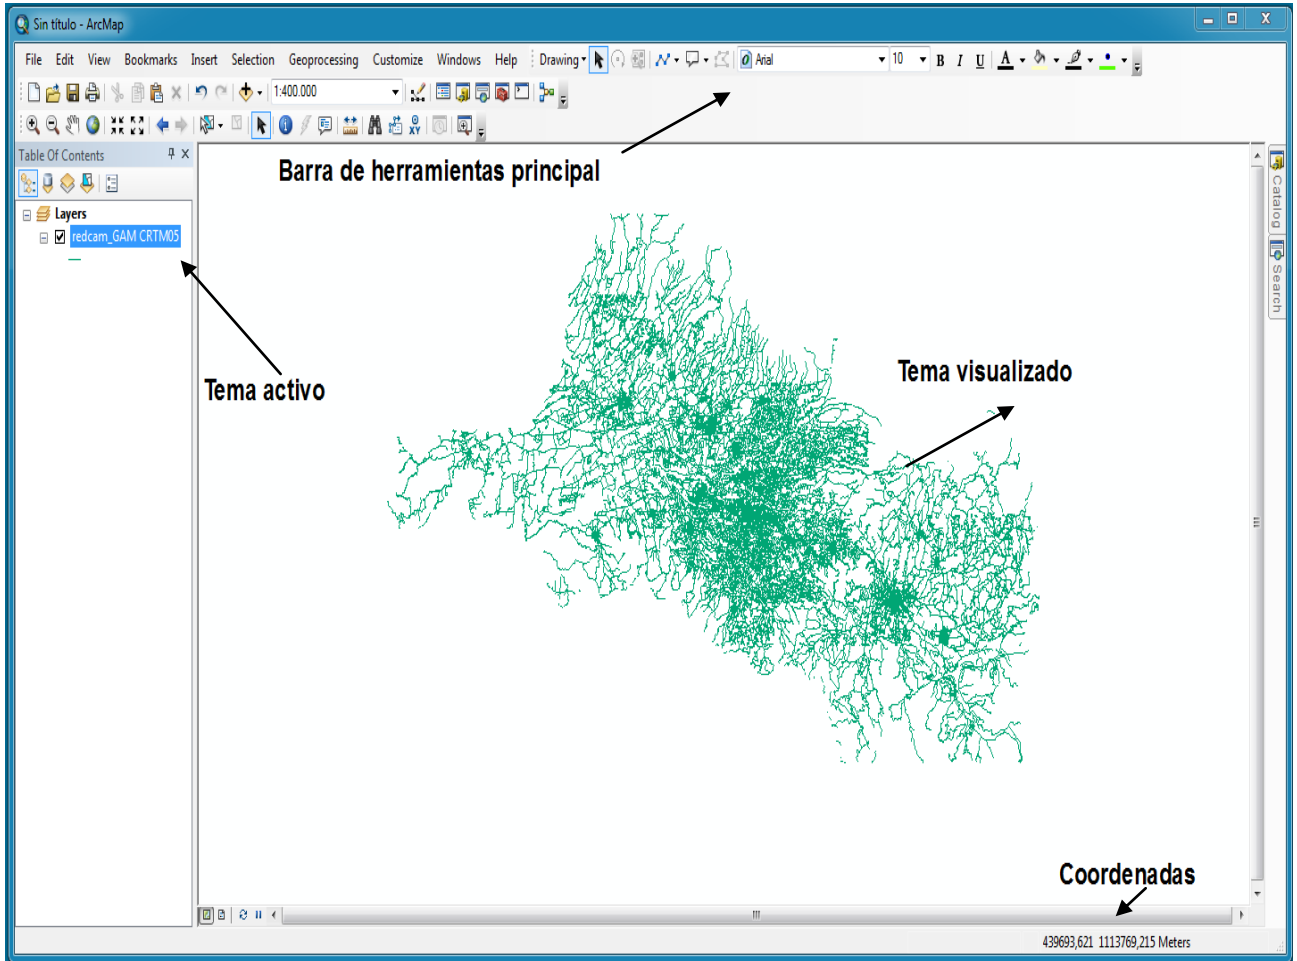 Sin título - ArcMap
File Edit View Bookmarks Insert Selection Geoprocessing Customize Windows Help Drawing Arial 10 B I U A
1:400.000
Table Of Contents
Barra de herramientas principal
Layers
redcam_GAM CRTM05
Catalog
Search
Tema activo
Tema visualizado
Coordenadas
439693,621 1113769,215 Meters